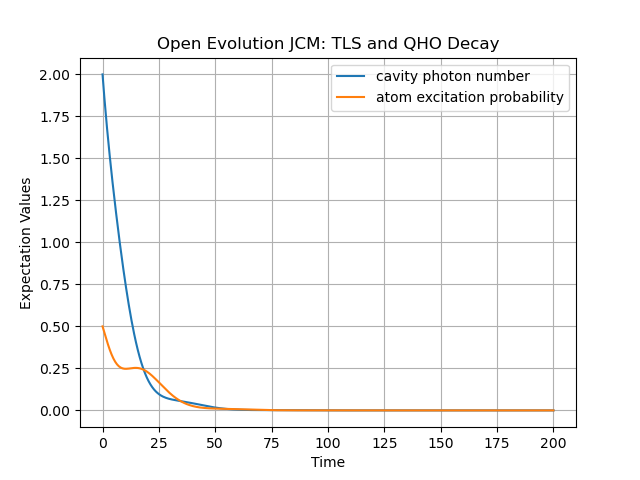 Open Evolution JCM: TLS and QHO Decay
cavity photon number
atom excitation probability
Expectation Values
2.00
1.75
1.50
1.25
1.00
0.75
0.50
0.25
0.00
0 25 50 75 100 125 150 175 200
Time